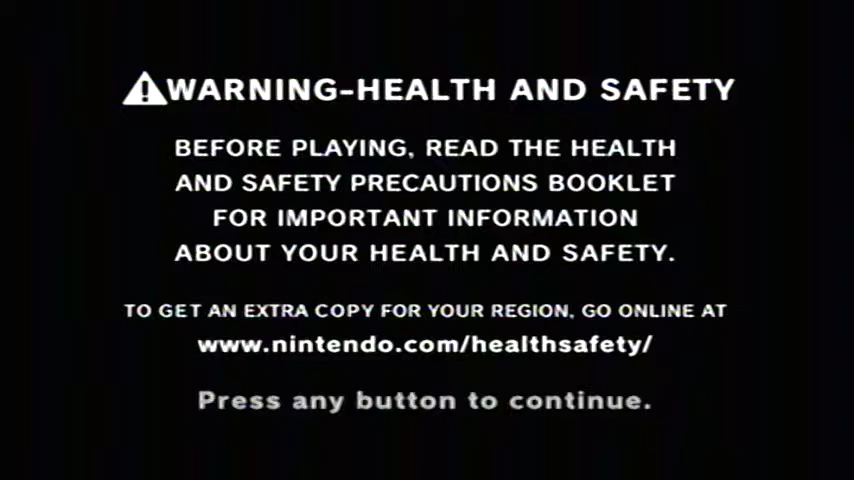 WARNING-HEALTH AND SAFETY
BEFORE PLAYING, READ THE HEALTH
AND SAFETY PRECAUTIONS BOOKLET
FOR IMPORTANT INFORMATION
ABOUT YOUR HEALTH AND SAFETY.
TO GET AN EXTRA COPY FOR YOUR REGION, GO ONLINE AT
www.nintendo.com/healthsafety/
Press any button to continue.